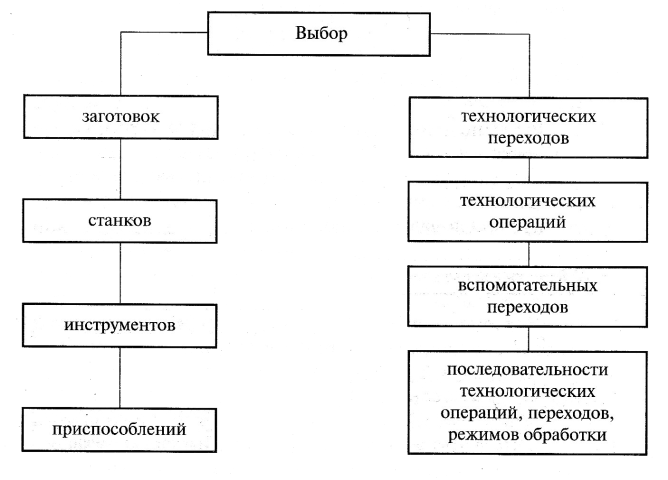 Выбор
заготовок
станков
инструментов
приспособлений
технологических
переходов
технологических
операций
вспомогательных
переходов
последовательности
технологических
операций, переходов,
режимов обработки